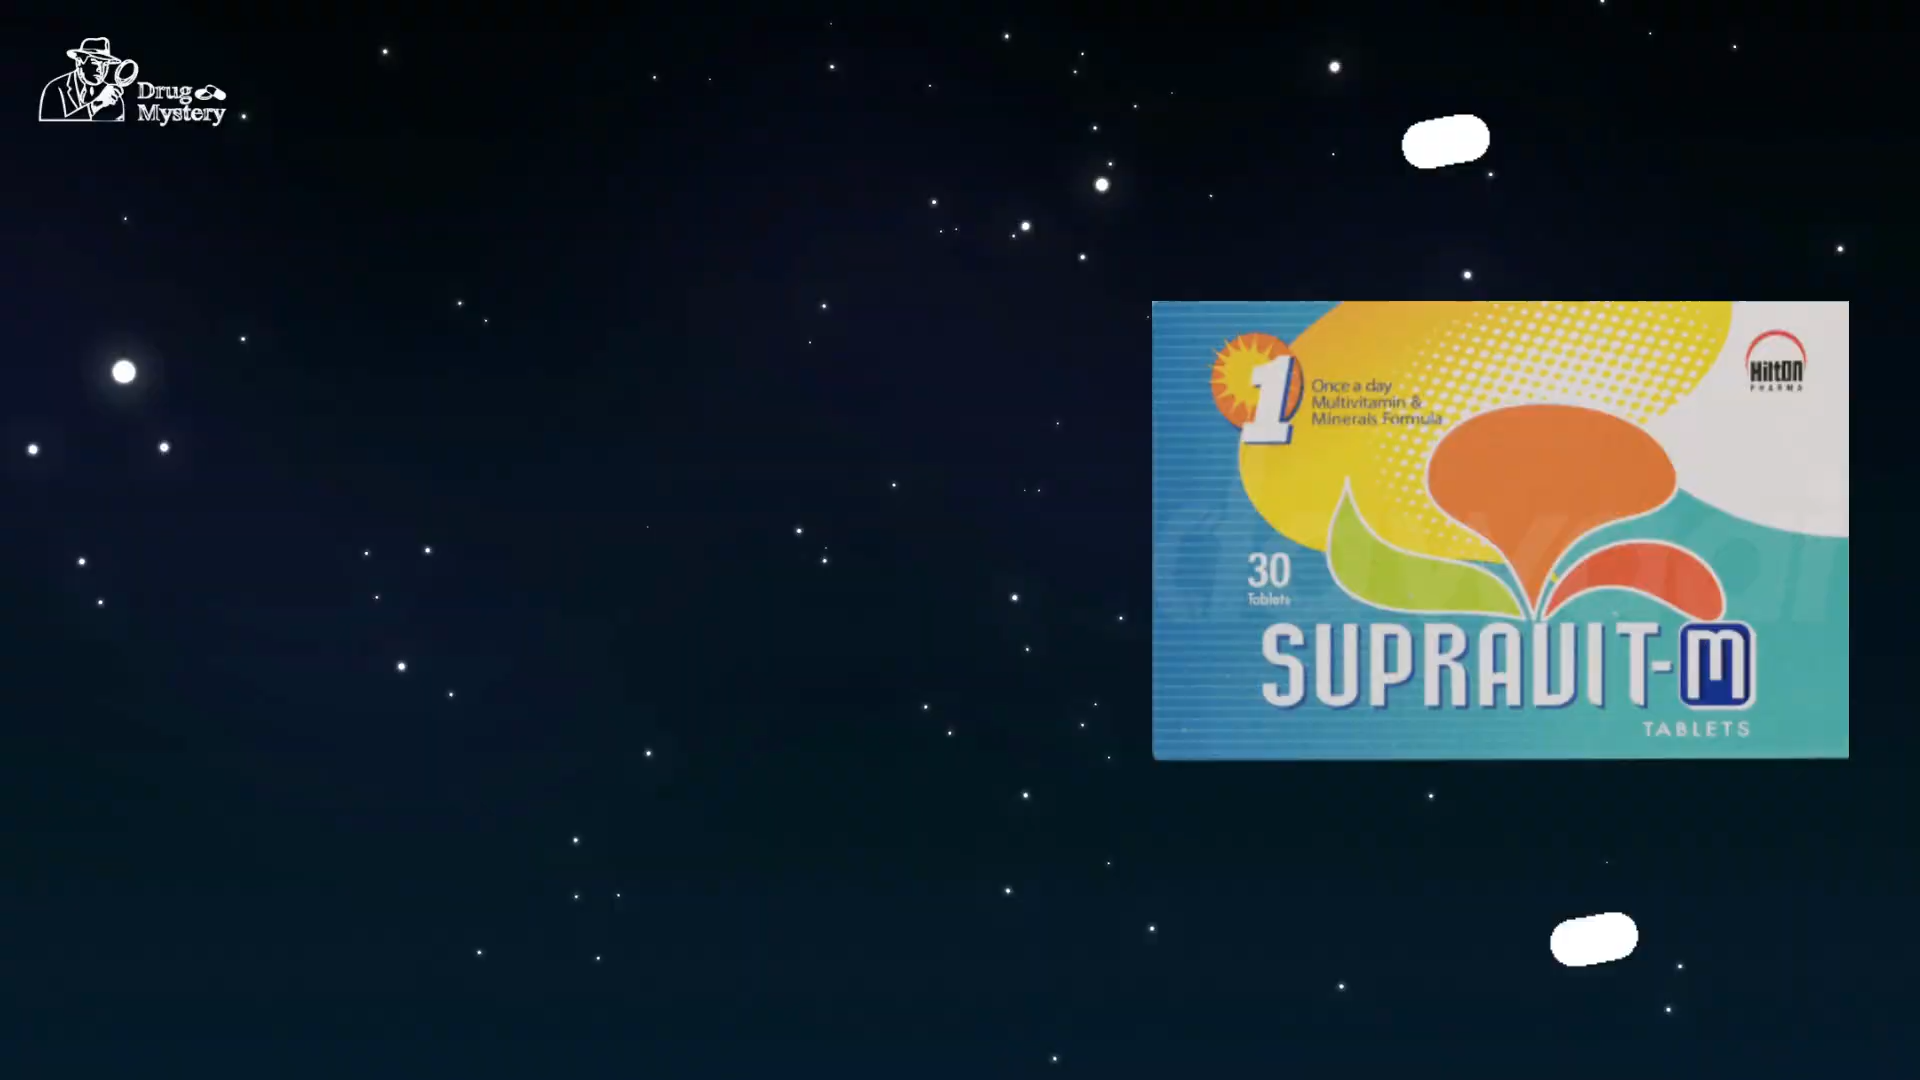 Drug
Mystery
1
Once a day
Multivitamin &
Minerals Formula
HiltON
PHARMA
30
Tablets
SUPRAVIT-m
TABLETS